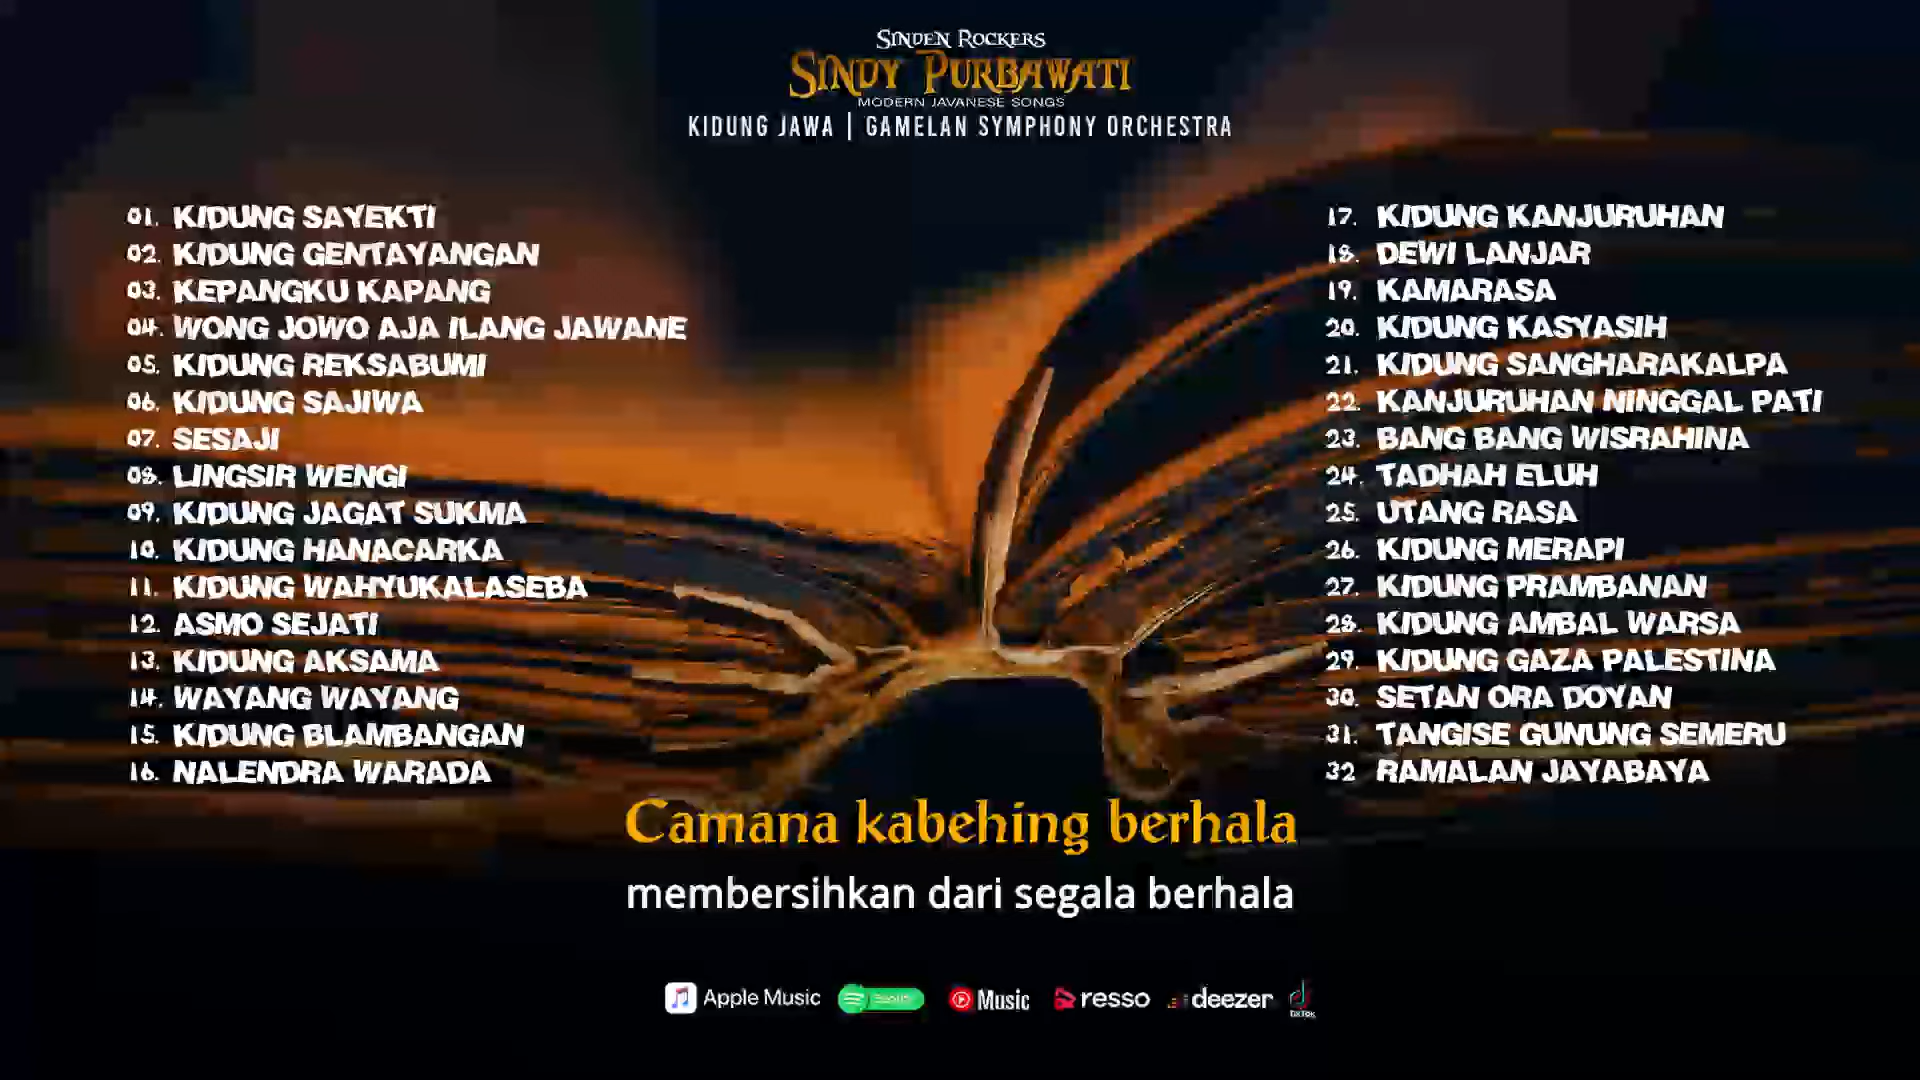 SINDEN ROCKERS
SINDY PURBAWATI
MODERN JAVANESE SONGS
KIDUNG JAWA | GAMELAN SYMPHONY ORCHESTRA
01. KIDUNG SAYEKTI
02. KIDUNG GENTAYANGAN
03. KEPANGKU KAPANG
04. WONG JOWO AJA ILANG JAWANE
05. KIDUNG REKSABUMI
06. KIDUNG SAJIWA
07. SESAJI
08. LINGSIR WENGI
09. KIDUNG JAGAT SUKMA
10. KIDUNG HANACARKA
11. KIDUNG WAHYUKALASEBA
12. ASMO SEJATI
13. KIDUNG AKSAMA
14. WAYANG WAYANG
15. KIDUNG BLAMBANGAN
16. NALENDRA WARADA
17. KIDUNG KANJURUHAN
18. DEWI LANJAR
19. KAMARASA
20. KIDUNG KASYASIH
21. KIDUNG SANGHARAKALPA
22. KANJURUHAN NINGGAL PATI
23. BANG BANG WISRAHINA
24. TADHAH ELUH
25. UTANG RASA
26. KIDUNG MERAPI
27. KIDUNG PRAMBANAN
28. KIDUNG AMBAL WARSA
29. KIDUNG GAZA PALESTINA
30. SETAN ORA DOYAN
31. TANGISE GUNUNG SEMERU
32 RAMALAN JAYABAYA
Camana kabehing berhala
membersihkan dari segala berhala
Apple Music
Spotify
Music
resso
deezer
TikTok